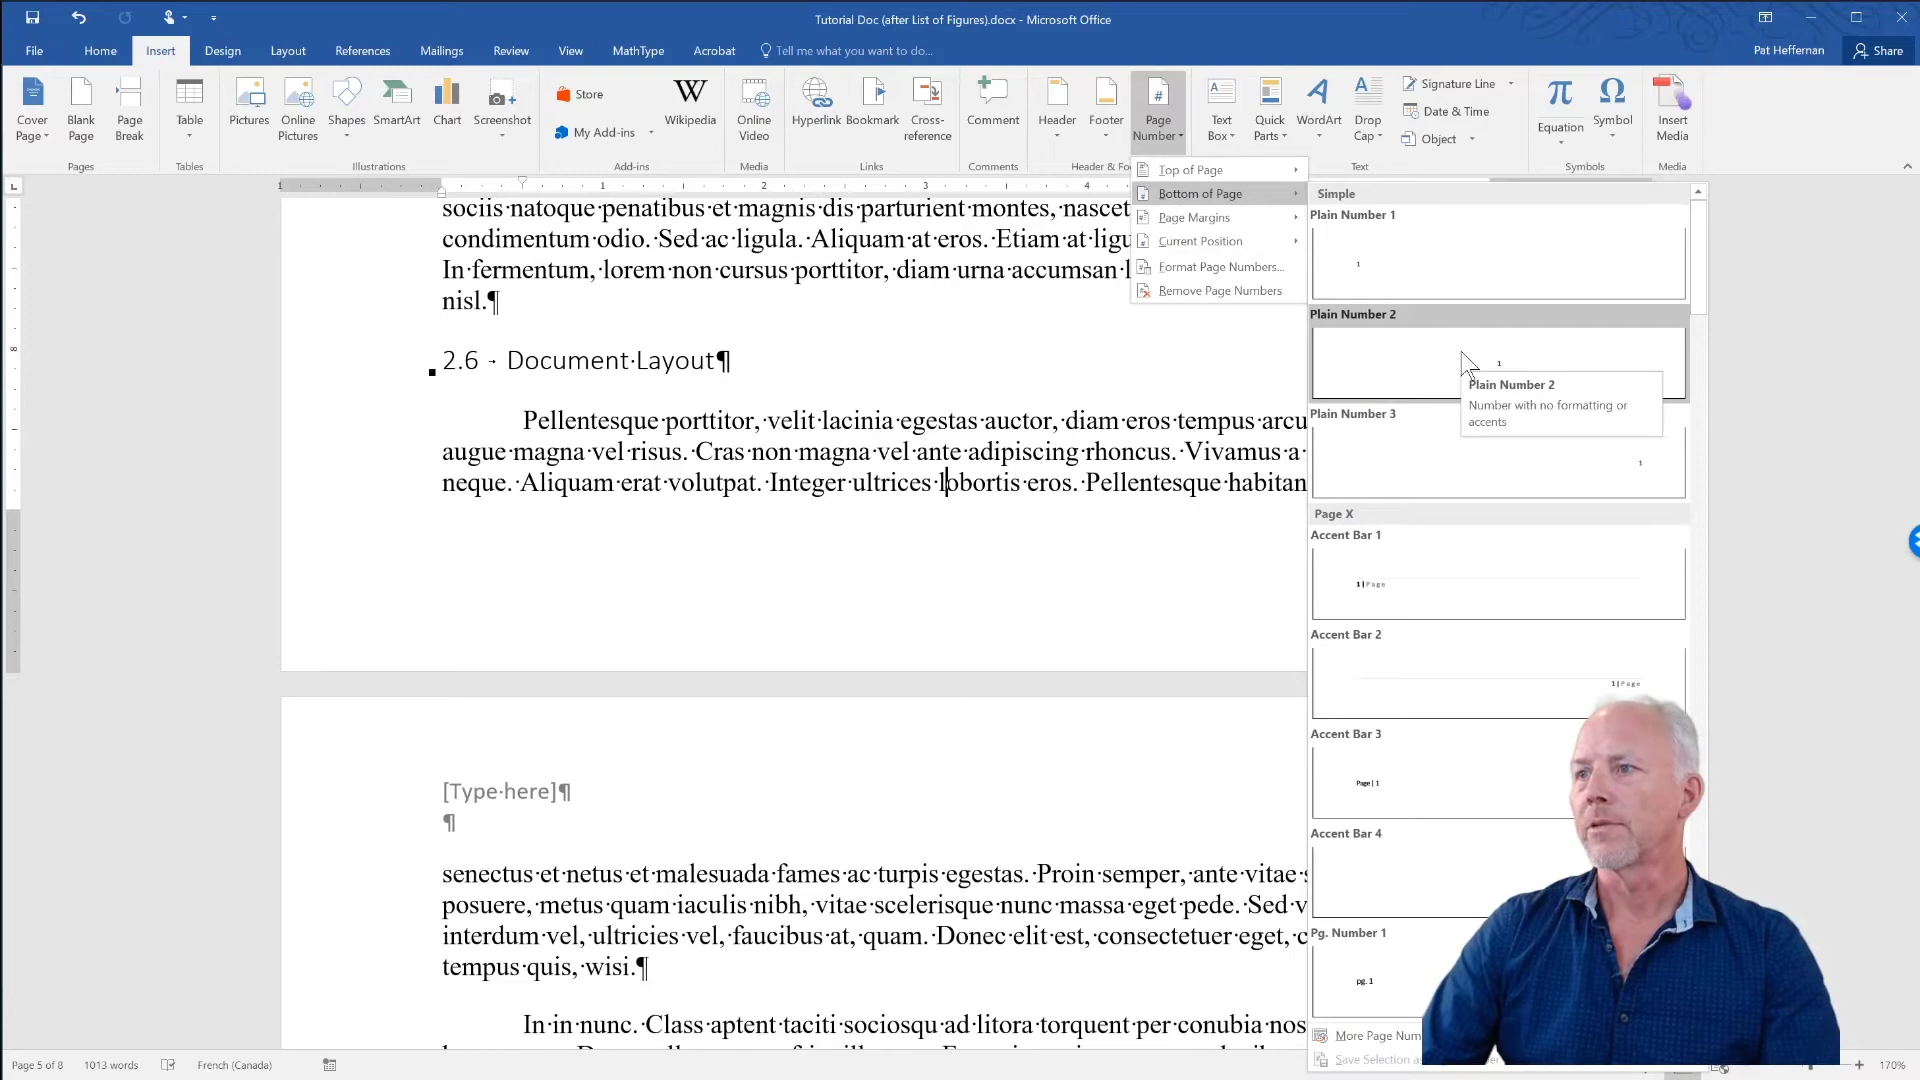 Tutorial Doc (after List of Figures).docx - Microsoft Office
File Home Insert Design Layout References Mailings Review View MathType Acrobat Tell me what you want to do... Pat Heffernan Share
Cover Page
Blank Page
Page Break
Table
Pictures
Online Pictures
Shapes
SmartArt
Chart
Screenshot
Store
My Add-ins
Wikipedia
Online Video
Hyperlink
Bookmark
Cross-reference
Comment
Header
Footer
Page Number
Text Box
Quick Parts
WordArt
Drop Cap
Signature Line
Date & Time
Object
Equation
Symbol
Insert Media
Pages Tables Illustrations Add-ins Media Links Comments Header & Fo Text Symbols Media
1 1 2 3 4
Top of Page
Bottom of Page
Page Margins
Current Position
Format Page Numbers...
Remove Page Numbers
Simple
Plain Number 1
1
Plain Number 2
1
Plain Number 2
Number with no formatting or
accents
Plain Number 3
1
Page X
Accent Bar 1
1|Page
Accent Bar 2
1|Page
Accent Bar 3
Page|1
Accent Bar 4
Pg. Number 1
pg. 1
More Page Num
Save Selection as
sociis·natoque·penatibus·et·magnis·dis·parturient·montes,·nascet
condimentum·odio.·Sed·ac·ligula.·Aliquam·at·eros.·Etiam·at·ligu
In·fermentum,·lorem·non·cursus·porttitor,·diam·urna·accumsan·l
nisl.¶
2.6 → Document·Layout¶
Pellentesque·porttitor,·velit·lacinia·egestas·auctor,·diam·eros·tempus·arcu
augue·magna·vel·risus.·Cras·non·magna·vel·ante·adipiscing·rhoncus.·Vivamus·a·
neque.·Aliquam·erat·volutpat.·Integer·ultrices·lobortis·eros.·Pellentesque·habitan
[Type·here]¶
¶
senectus·et·netus·et·malesuada·fames·ac·turpis·egestas.·Proin·semper,·ante·vitae·s
posuere,·metus·quam·iaculis·nibh,·vitae·scelerisque·nunc·massa·eget·pede.·Sed·v
interdum·vel,·ultricies·vel,·faucibus·at,·quam.·Donec·elit·est,·consectetuer·eget,·c
tempus·quis,·wisi.¶
In·in·nunc.·Class·aptent·taciti·sociosqu·ad·litora·torquent·per·conubia·nos
Page 5 of 8 1013 words French (Canada) 170%